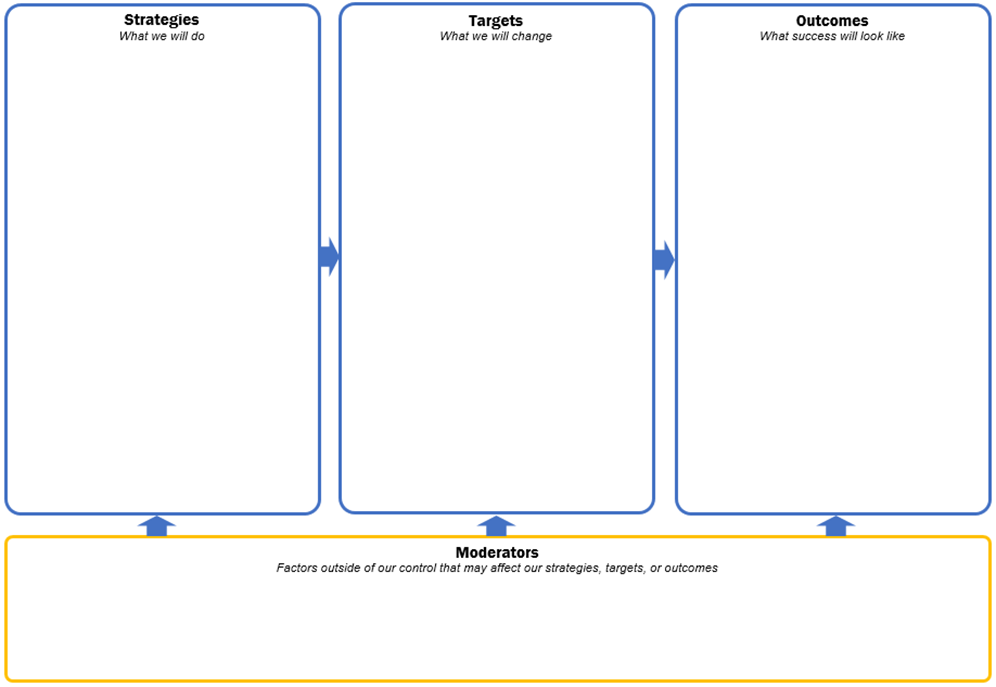 Strategies
What we will do
Targets
What we will change
Outcomes
What success will look like
Moderators
Factors outside of our control that may affect our strategies, targets, or outcomes